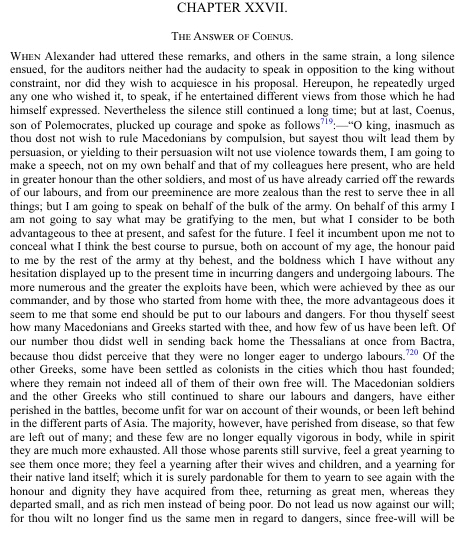 CHAPTER XXVII.
The Answer of Coenus.
When Alexander had uttered these remarks, and others in the same strain, a long silence
ensued, for the auditors neither had the audacity to speak in opposition to the king without
constraint, nor did they wish to acquiesce in his proposal. Hereupon, he repeatedly urged
any one who wished it, to speak, if he entertained different views from those which he had
himself expressed. Nevertheless the silence still continued a long time; but at last, Coenus,
son of Polemocrates, plucked up courage and spoke as follows719:—“O king, inasmuch as
thou dost not wish to rule Macedonians by compulsion, but sayest thou wilt lead them by
persuasion, or yielding to their persuasion wilt not use violence towards them, I am going to
make a speech, not on my own behalf and that of my colleagues here present, who are held
in greater honour than the other soldiers, and most of us have already carried off the rewards
of our labours, and from our preeminence are more zealous than the rest to serve thee in all
things; but I am going to speak on behalf of the bulk of the army. On behalf of this army I
am not going to say what may be gratifying to the men, but what I consider to be both
advantageous to thee at present, and safest for the future. I feel it incumbent upon me not to
conceal what I think the best course to pursue, both on account of my age, the honour paid
to me by the rest of the army at thy behest, and the boldness which I have without any
hesitation displayed up to the present time in incurring dangers and undergoing labours. The
more numerous and the greater the exploits have been, which were achieved by thee as our
commander, and by those who started from home with thee, the more advantageous does it
seem to me that some end should be put to our labours and dangers. For thou thyself seest
how many Macedonians and Greeks started with thee, and how few of us have been left. Of
our number thou didst well in sending back home the Thessalians at once from Bactra,
because thou didst perceive that they were no longer eager to undergo labours.720 Of the
other Greeks, some have been settled as colonists in the cities which thou hast founded;
where they remain not indeed all of them of their own free will. The Macedonian soldiers
and the other Greeks who still continued to share our labours and dangers, have either
perished in the battles, become unfit for war on account of their wounds, or been left behind
in the different parts of Asia. The majority, however, have perished from disease, so that few
are left out of many; and these few are no longer equally vigorous in body, while in spirit
they are much more exhausted. All those whose parents still survive, feel a great yearning to
see them once more; they feel a yearning after their wives and children, and a yearning for
their native land itself; which it is surely pardonable for them to yearn to see again with the
honour and dignity they have acquired from thee, returning as great men, whereas they
departed small, and as rich men instead of being poor. Do not lead us now against our will;
for thou wilt no longer find us the same men in regard to dangers, since free-will will be